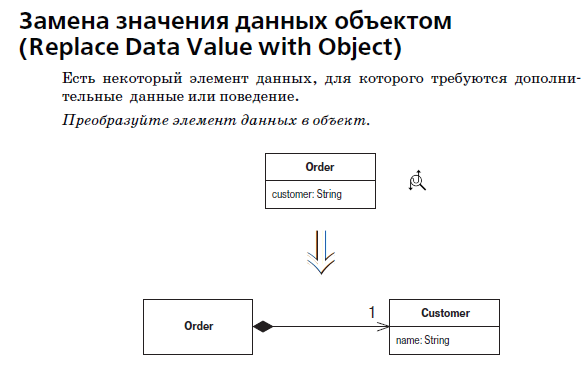 Замена значения данных объектом
(Replace Data Value with Object)
Есть некоторый элемент данных, для которого требуются дополни-
тельные данные или поведение.
Преобразуйте элемент данных в объект.
Order
customer: String
1
Order
Customer
name: String